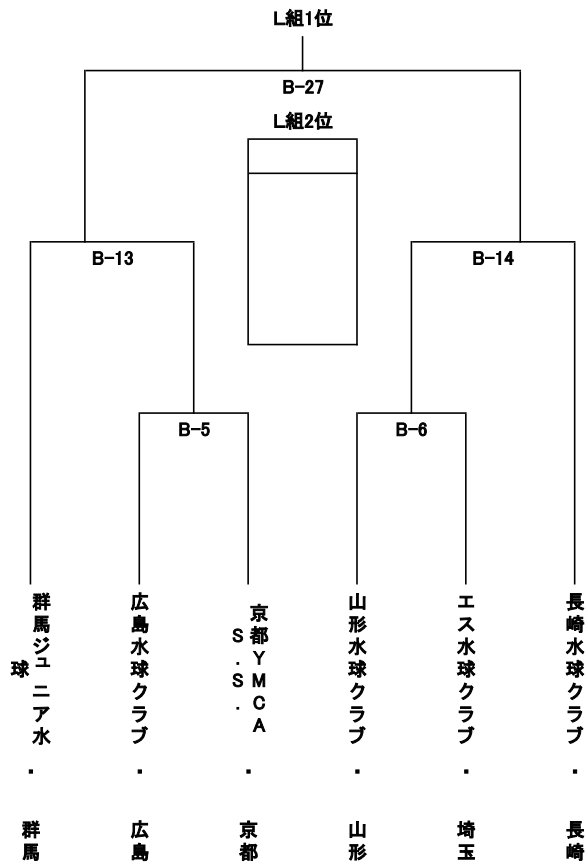 L組1位
B-27
L組2位
B-13
B-14
B-5
B-6
群馬ジュニア水
球
・
群馬
広島水球クラブ
・
広島
京都YMCA
S.S.
・
京都
山形水球クラブ
・
山形
エス水球クラブ
・
埼玉
長崎水球クラブ
・
長崎